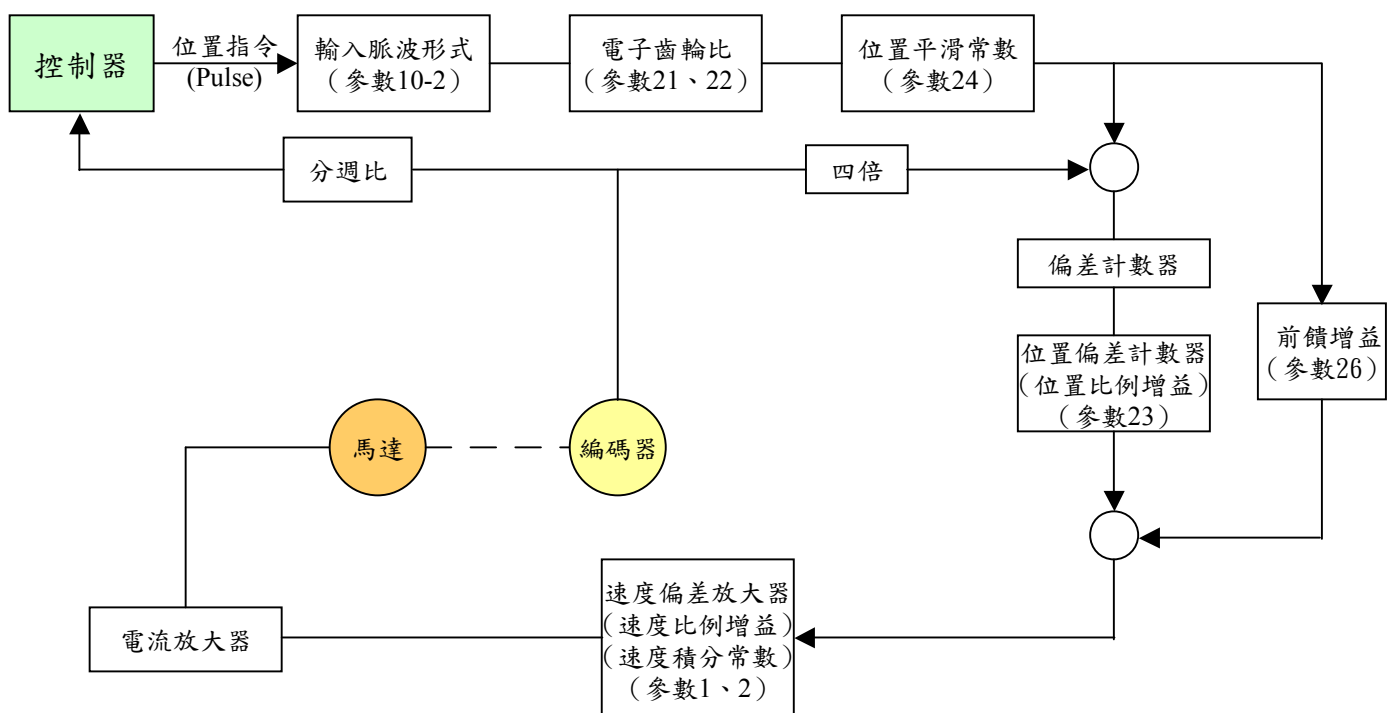 控制器
位置指令
(Pulse)
輸入脈波形式
（參數10-2）
電子齒輪比
（參數21、22）
位置平滑常數
（參數24）
分週比
四倍
偏差計數器
位置偏差計數器
（位置比例增益）
（參數23）
前饋增益
（參數26）
馬達
編碼器
速度偏差放大器
（速度比例增益）
（速度積分常數）
（參數1、2）
電流放大器